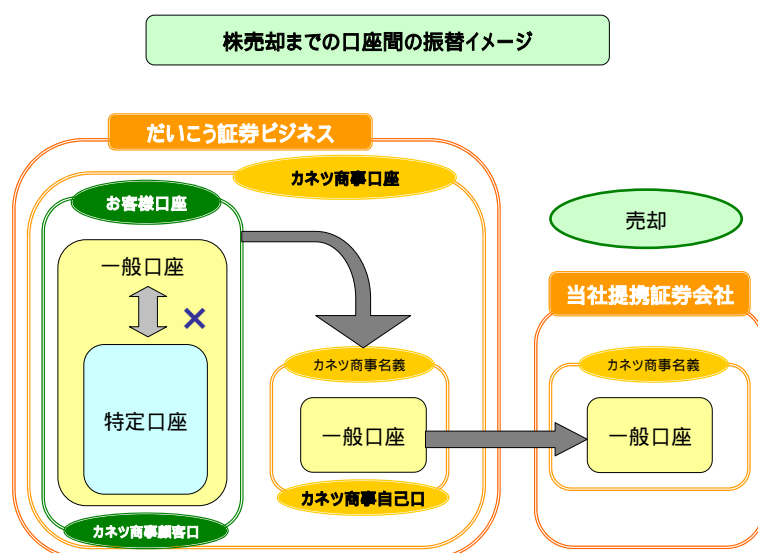 株売却までの口座間の振替イメージ
だいこう証券ビジネス
カネツ商事口座
お客様口座
売却
一般口座
当社提携証券会社
×
カネツ商事名義
カネツ商事名義
特定口座
一般口座
一般口座
カネツ商事自己口
カネツ商事顧客口